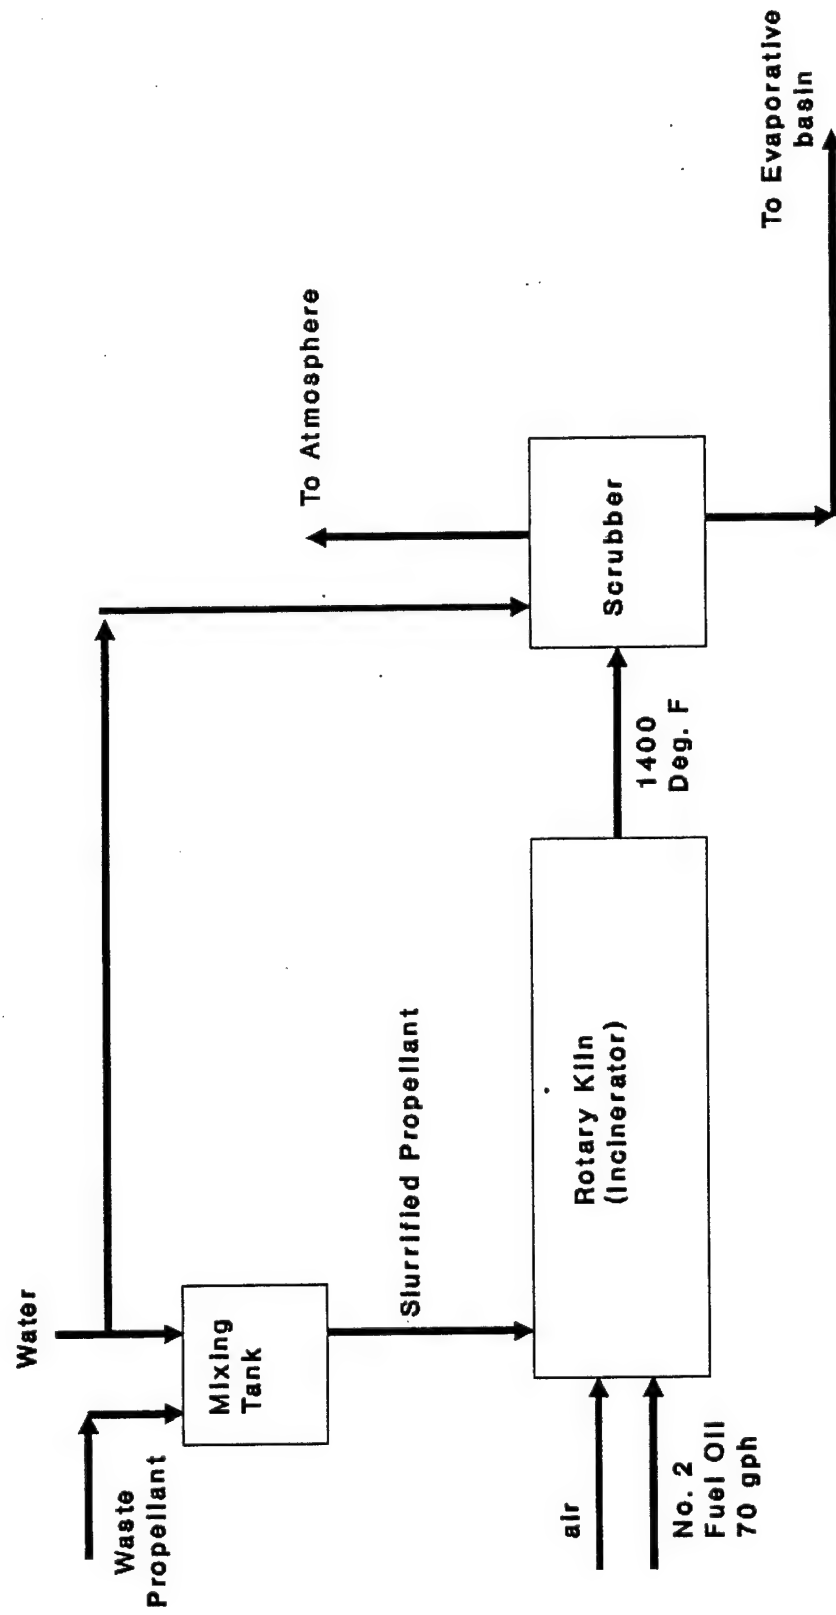 Water
Waste
Propellant
Mixing
Tank
Slurrified Propellant
air
No. 2
Fuel Oil
70 gph
Rotary Kiln
(Incinerator)
1400
Deg. F
Scrubber
To Atmosphere
To Evaporative
basin